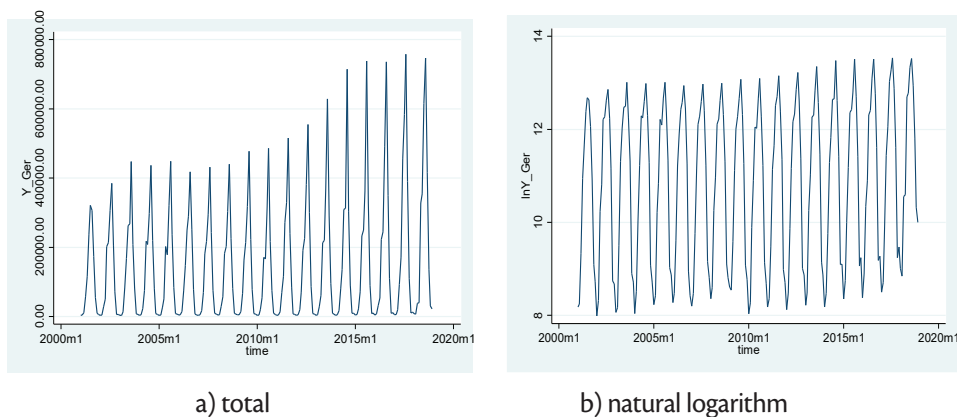 800000.00
600000.00
400000.00
200000.00
0.00
Y_Ger
2000m1 2005m1 2010m1 2015m1 2020m1
time
a) total
14
12
10
8
lnY_Ger
2000m1 2005m1 2010m1 2015m1 2020m1
time
b) natural logarithm